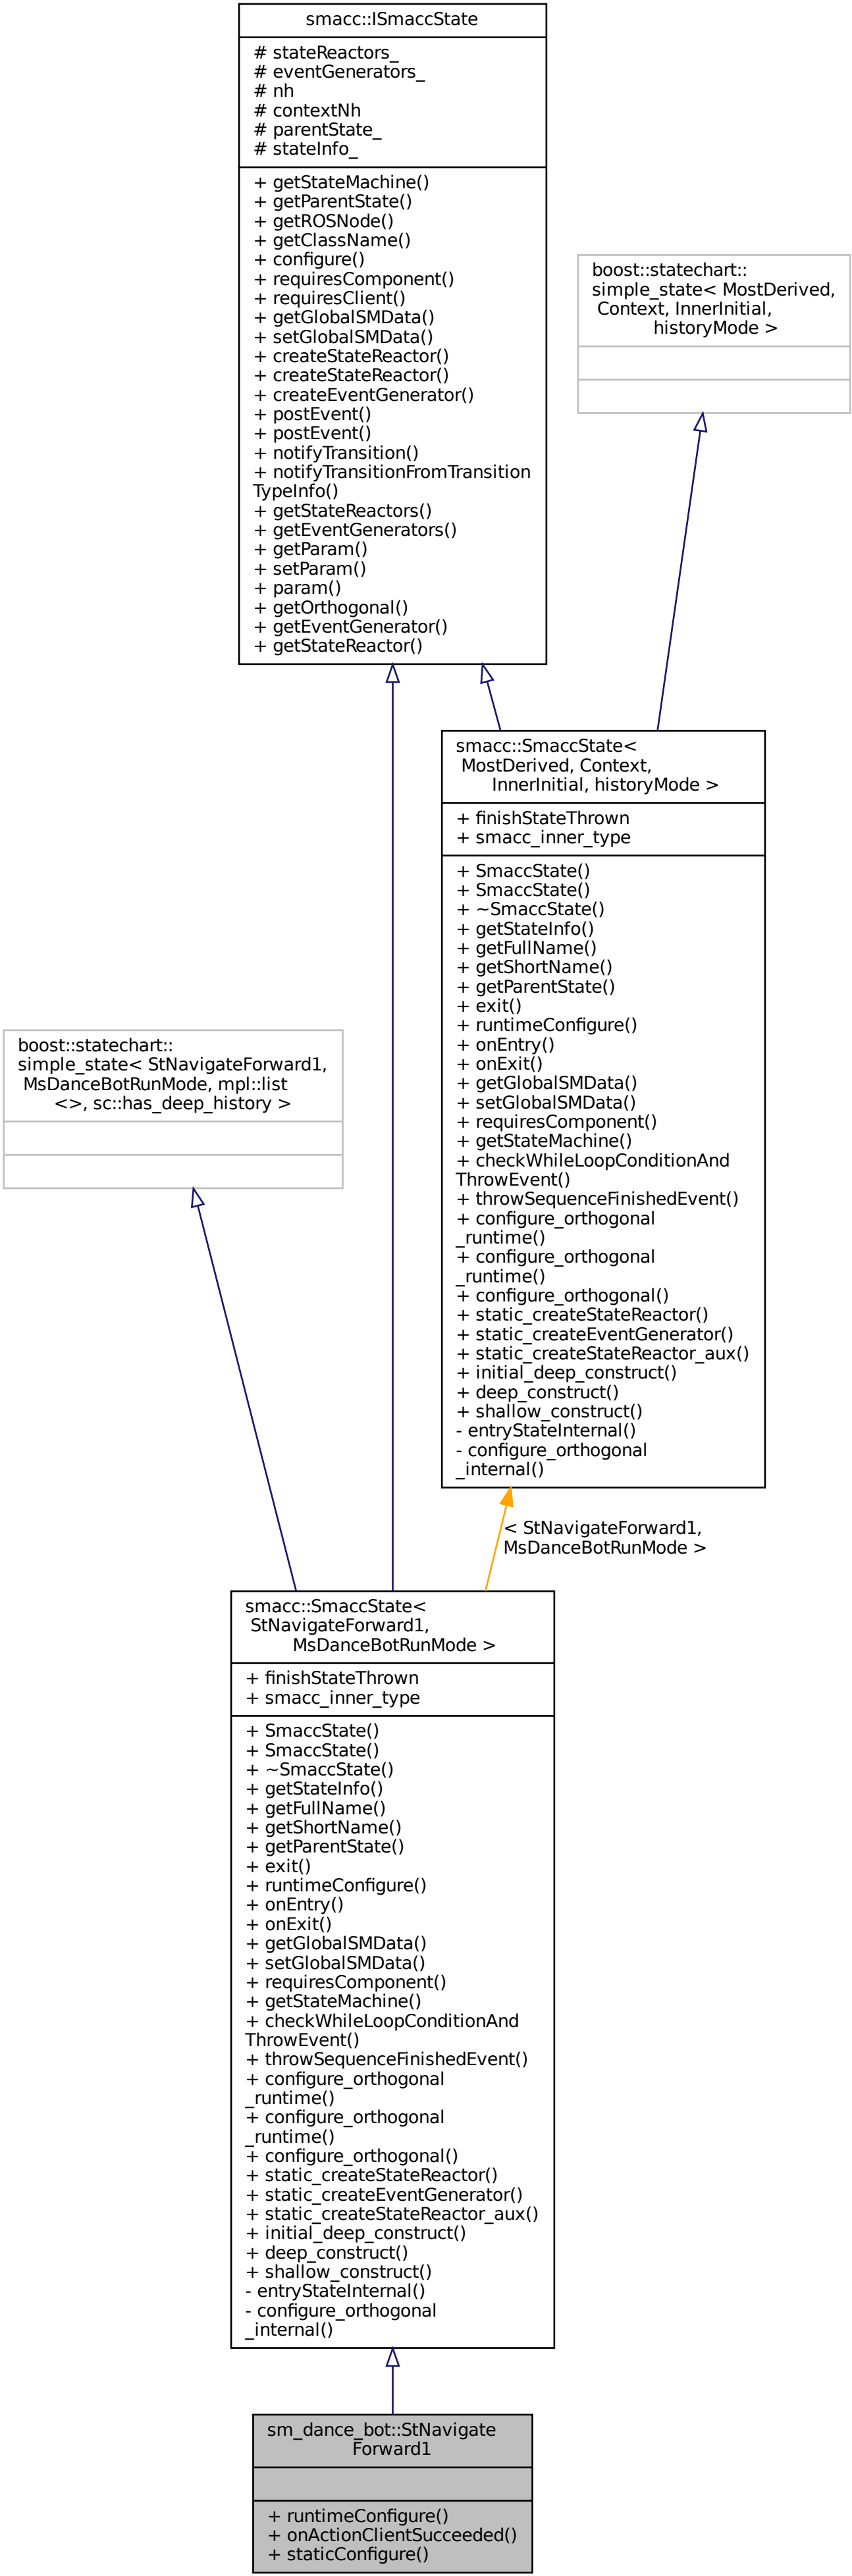 smacc::ISmaccState
# stateReactors_
# eventGenerators_
# nh
# contextNh
# parentState_
# stateInfo_
+ getStateMachine()
+ getParentState()
+ getROSNode()
+ getClassName()
+ configure()
+ requiresComponent()
+ requiresClient()
+ getGlobalSMData()
+ setGlobalSMData()
+ createStateReactor()
+ createStateReactor()
+ createEventGenerator()
+ postEvent()
+ postEvent()
+ notifyTransition()
+ notifyTransitionFromTransition
TypeInfo()
+ getStateReactors()
+ getEventGenerators()
+ getParam()
+ setParam()
+ param()
+ getOrthogonal()
+ getEventGenerator()
+ getStateReactor()
boost::statechart::
simple_state< MostDerived,
Context, InnerInitial,
historyMode >
smacc::SmaccState<
MostDerived, Context,
InnerInitial, historyMode >
+ finishStateThrown
+ smacc_inner_type
+ SmaccState()
+ SmaccState()
+ ~SmaccState()
+ getStateInfo()
+ getFullName()
+ getShortName()
+ getParentState()
+ exit()
+ runtimeConfigure()
+ onEntry()
+ onExit()
+ getGlobalSMData()
+ setGlobalSMData()
+ requiresComponent()
+ getStateMachine()
+ checkWhileLoopConditionAnd
ThrowEvent()
+ throwSequenceFinishedEvent()
+ configure_orthogonal
_runtime()
+ configure_orthogonal
_runtime()
+ configure_orthogonal()
+ static_createStateReactor()
+ static_createEventGenerator()
+ static_createStateReactor_aux()
+ initial_deep_construct()
+ deep_construct()
+ shallow_construct()
- entryStateInternal()
- configure_orthogonal
_internal()
boost::statechart::
simple_state< StNavigateForward1,
MsDanceBotRunMode, mpl::list
<>, sc::has_deep_history >
< StNavigateForward1,
MsDanceBotRunMode >
smacc::SmaccState<
StNavigateForward1,
MsDanceBotRunMode >
+ finishStateThrown
+ smacc_inner_type
+ SmaccState()
+ SmaccState()
+ ~SmaccState()
+ getStateInfo()
+ getFullName()
+ getShortName()
+ getParentState()
+ exit()
+ runtimeConfigure()
+ onEntry()
+ onExit()
+ getGlobalSMData()
+ setGlobalSMData()
+ requiresComponent()
+ getStateMachine()
+ checkWhileLoopConditionAnd
ThrowEvent()
+ throwSequenceFinishedEvent()
+ configure_orthogonal
_runtime()
+ configure_orthogonal
_runtime()
+ configure_orthogonal()
+ static_createStateReactor()
+ static_createEventGenerator()
+ static_createStateReactor_aux()
+ initial_deep_construct()
+ deep_construct()
+ shallow_construct()
- entryStateInternal()
- configure_orthogonal
_internal()
sm_dance_bot::StNavigate
Forward1
+ runtimeConfigure()
+ onActionClientSucceeded()
+ staticConfigure()